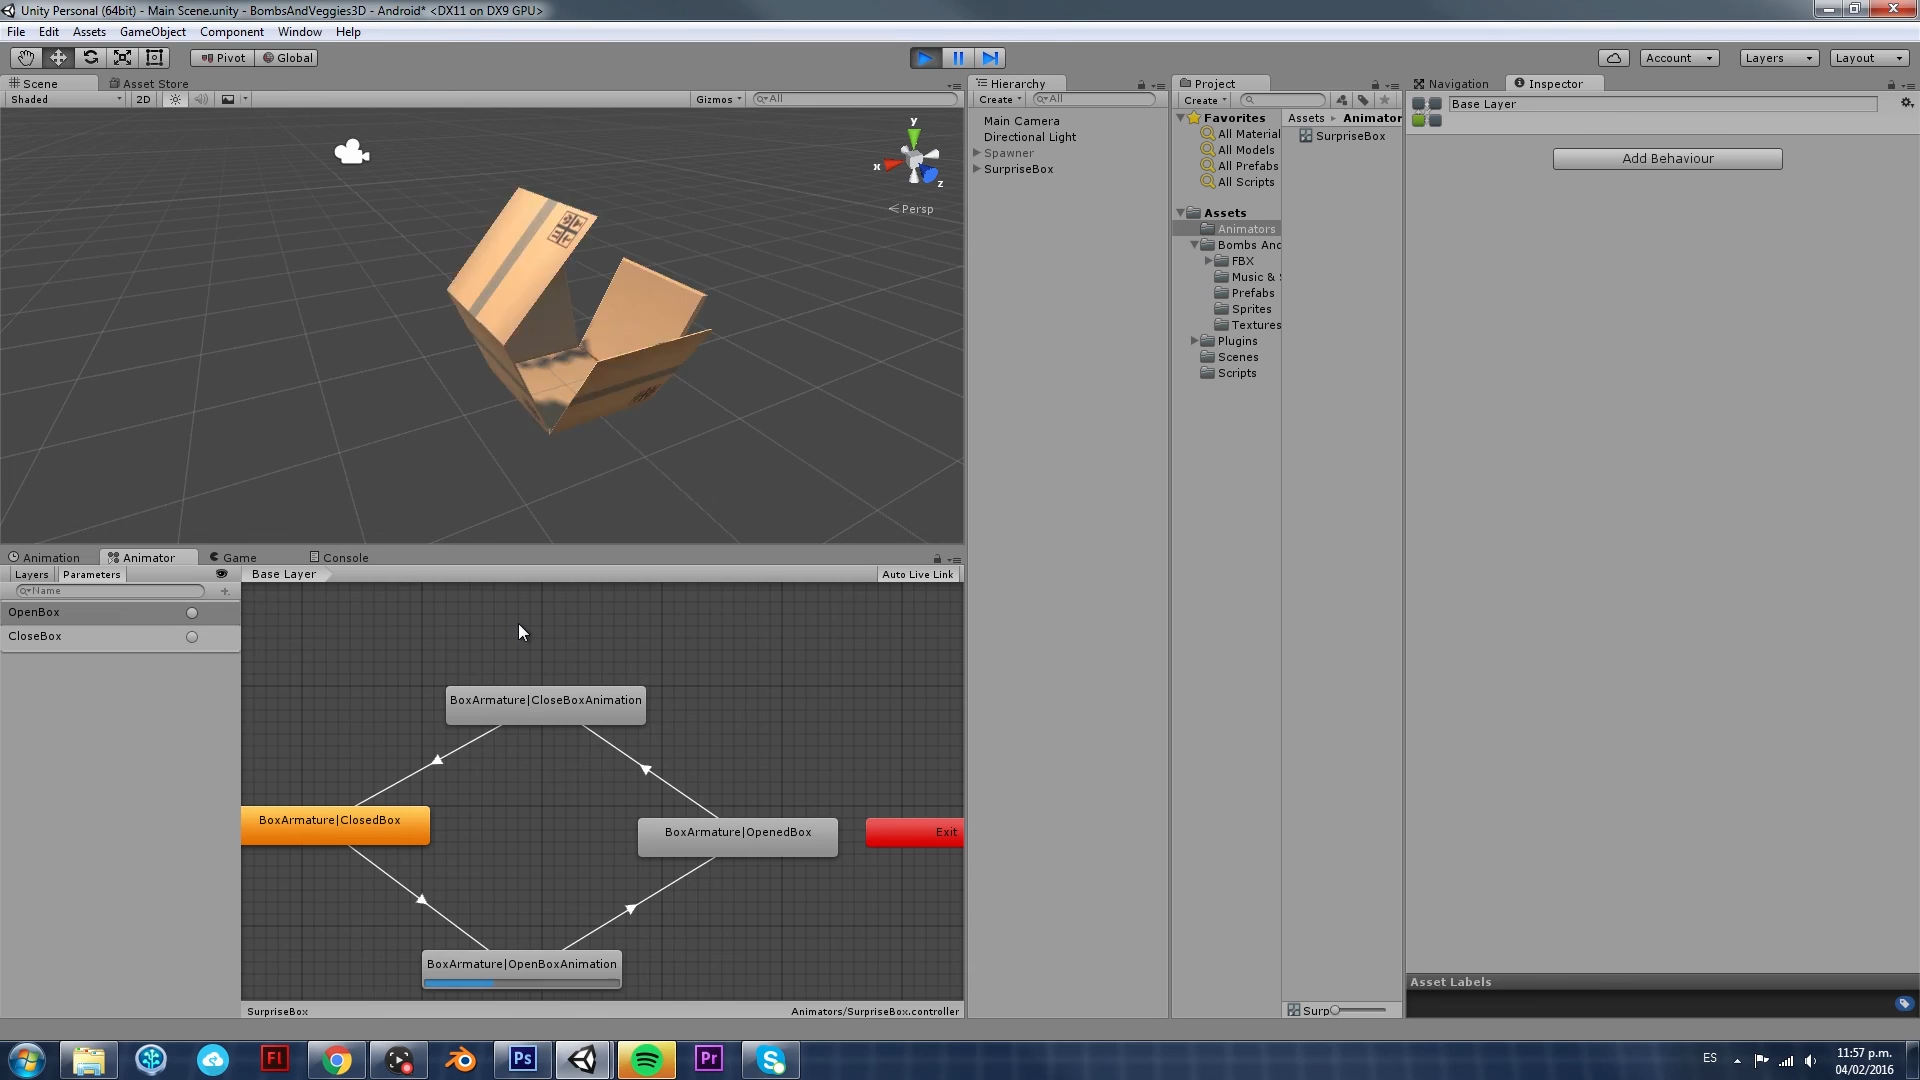 Unity Personal (64bit) - Main Scene.unity - BombsAndVeggies3D - Android* <DX11 on DX9 GPU>
File Edit Assets GameObject Component Window Help
Pivot Global Account Layers Layout
Scene Asset Store
Shaded 2D Gizmos All
y
x
z
Persp
Hierarchy
Create All
Main Camera
Directional Light
Spawner
SurpriseBox
Project
Create
Favorites
All Material
All Models
All Prefabs
All Scripts
Assets
Animators
Bombs And
FBX
Music &
Prefabs
Sprites
Textures
Plugins
Scenes
Scripts
Assets Animator
SurpriseBox
Surp
Navigation Inspector
Base Layer
Add Behaviour
Asset Labels
Animation Animator Game Console
Layers Parameters Base Layer Auto Live Link
Name
OpenBox
CloseBox
BoxArmature|CloseBoxAnimation
BoxArmature|ClosedBox
BoxArmature|OpenedBox
Exit
BoxArmature|OpenBoxAnimation
SurpriseBox Animators/SurpriseBox.controller
Fl Ps Pr
ES
11:57 p.m.
04/02/2016